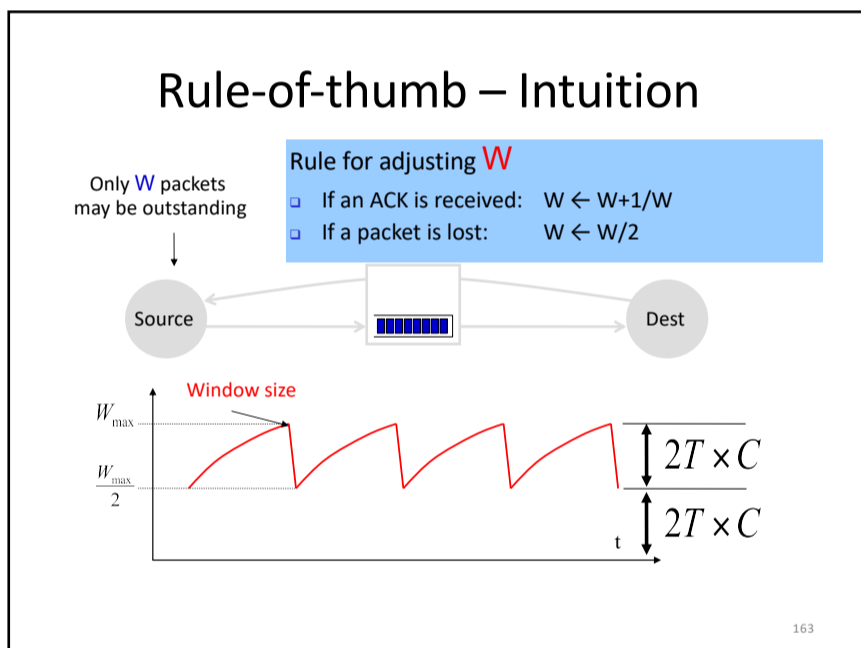 Rule-of-thumb – Intuition
Only W packets
may be outstanding
Rule for adjusting W
❑ If an ACK is received: W ← W+1/W
❑ If a packet is lost: W ← W/2
Source
Dest
Window size
Wmax
Wmax
2
2T × C
2T × C
t
163